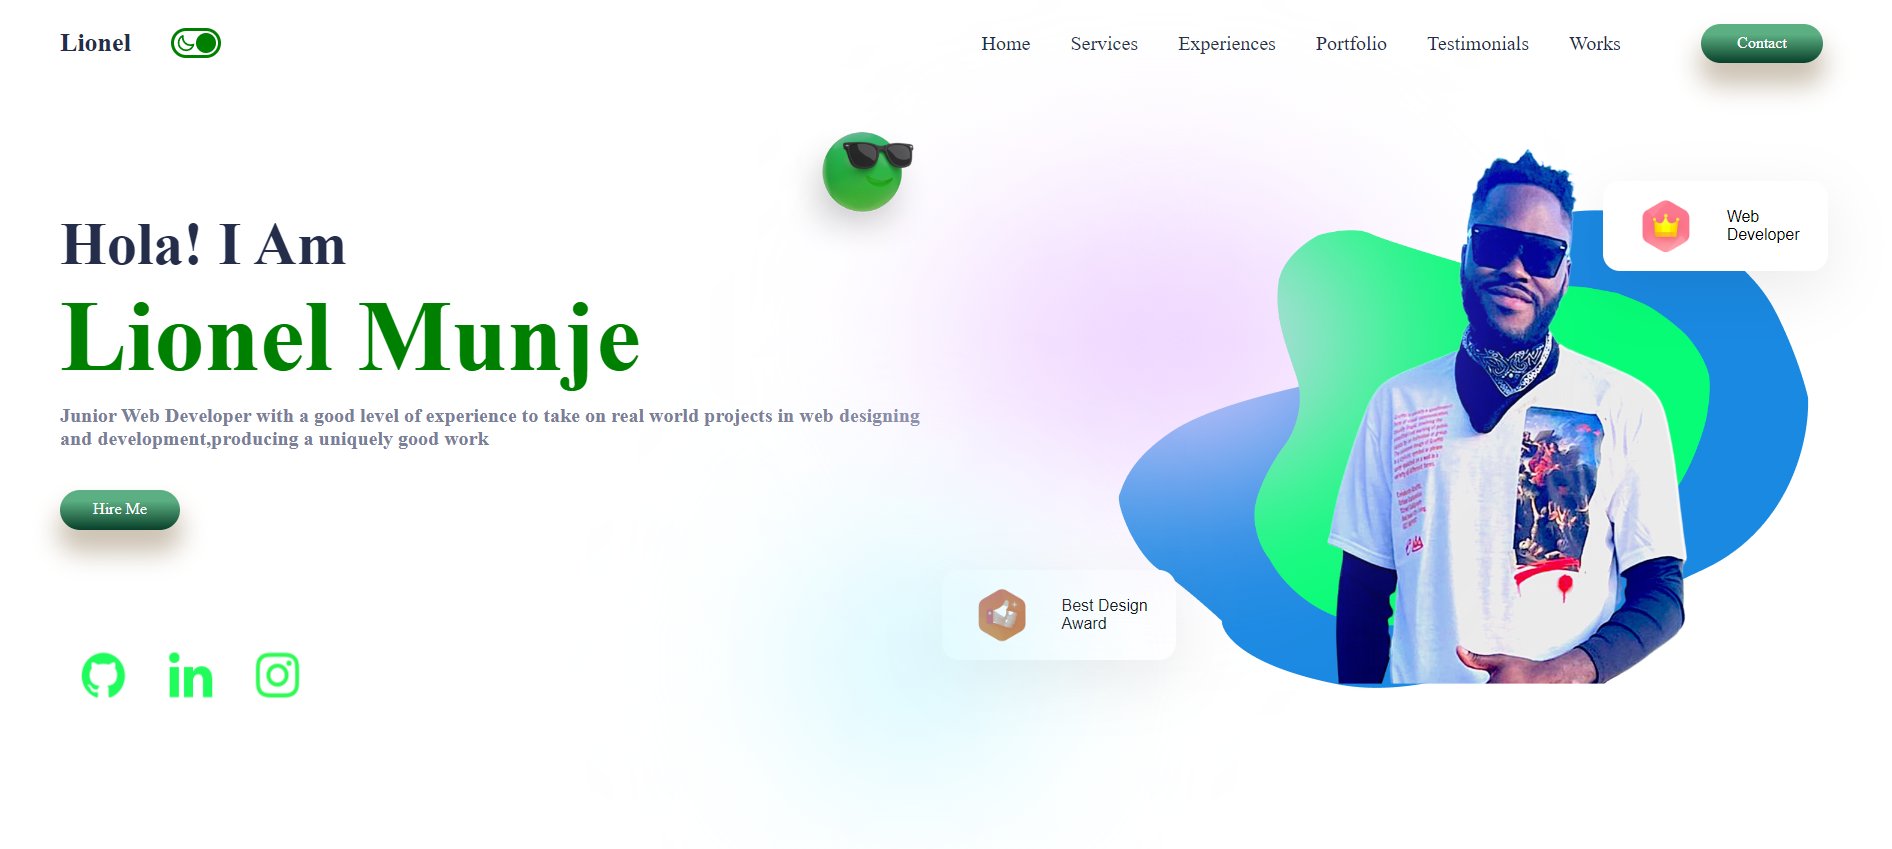 Lionel
Home
Services
Experiences
Portfolio
Testimonials
Works
Contact
Hola! I Am
Lionel Munje
Junior Web Developer with a good level of experience to take on real world projects in web designing
and development,producing a uniquely good work
Hire Me
Web
Developer
Best Design
Award
in